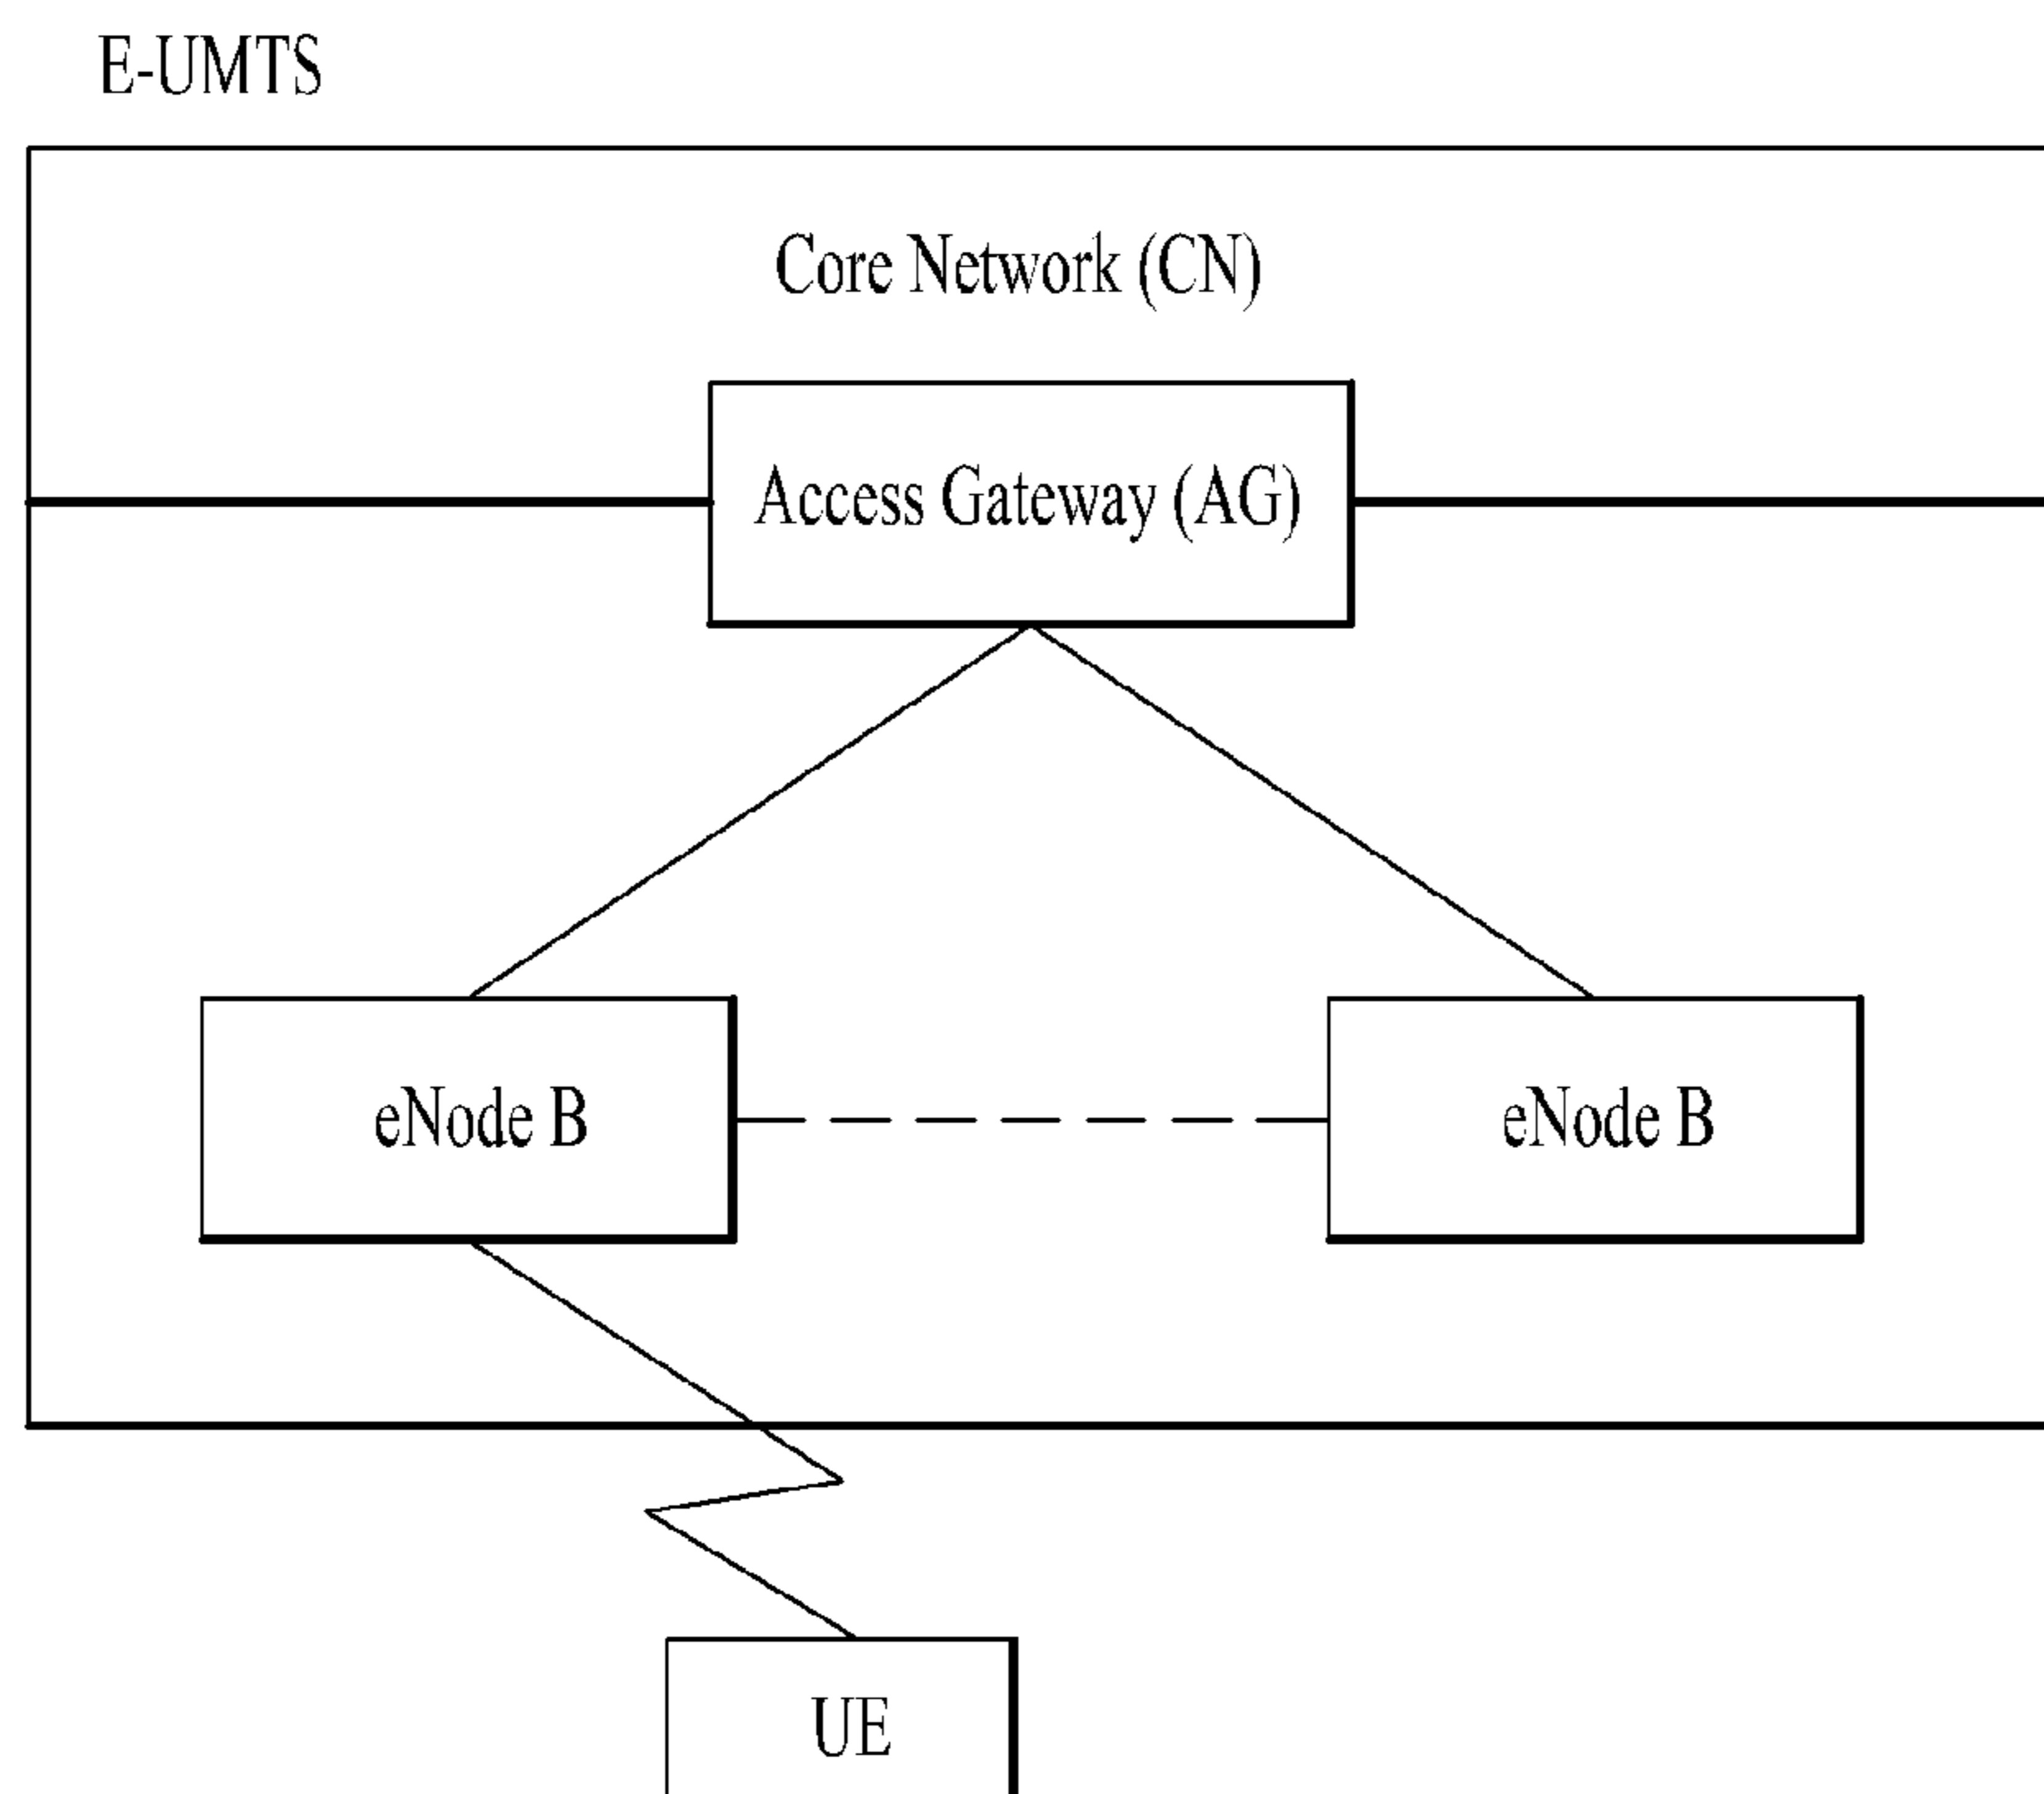 E-UMTS
Core Network (CN)
Access Gateway (AG)
eNode B
eNode B
UE